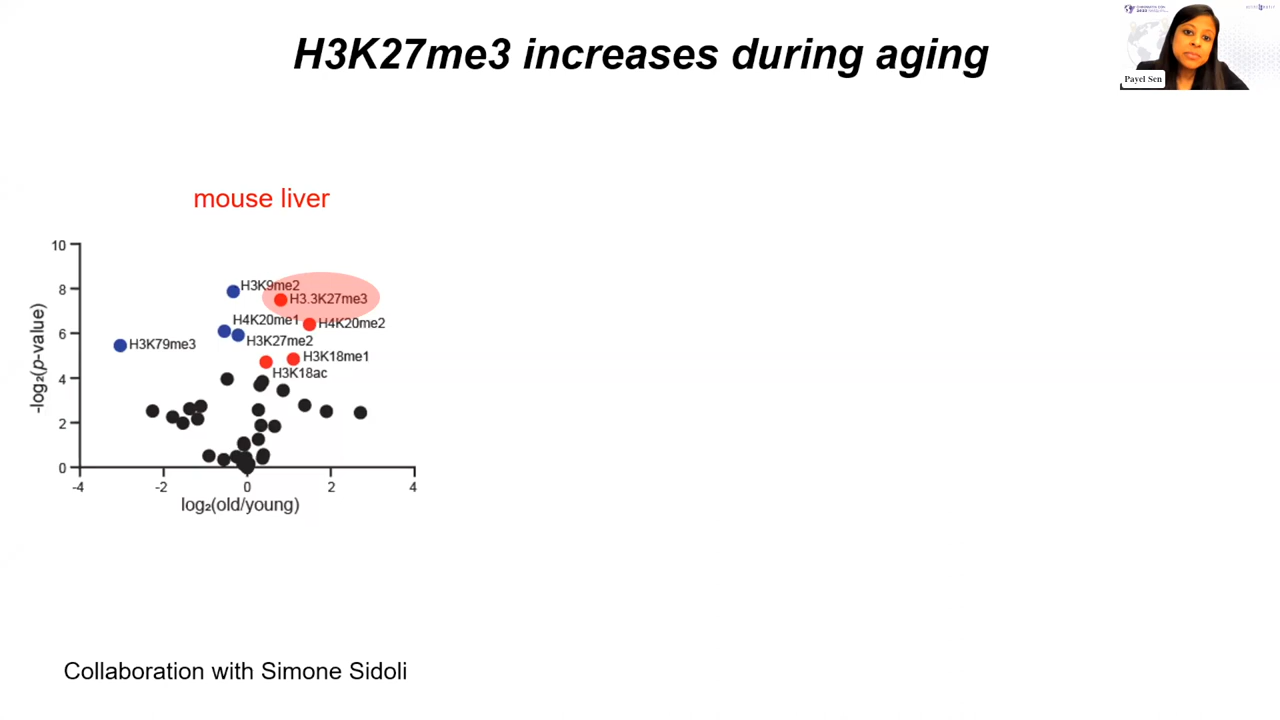 H3K27me3 increases during aging
Payel Sen
mouse liver
10
8
6
4
2
0
-log₂(p-value)
H3K9me2
H3.3K27me3
H4K20me1
H4K20me2
H3K27me2
H3K79me3
H3K18me1
H3K18ac
-4
-2
0
2
4
log₂(old/young)
Collaboration with Simone Sidoli